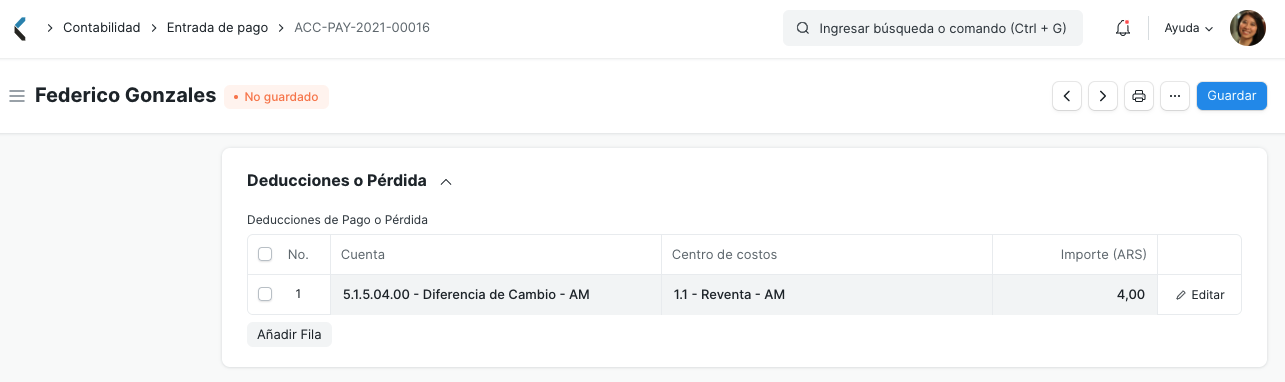 Contabilidad Entrada de pago ACC-PAY-2021-00016 Ingresar búsqueda o comando (Ctrl + G) Ayuda
Federico Gonzales No guardado ... Guardar
Deducciones o Pérdida
Deducciones de Pago o Pérdida
No. Cuenta Centro de costos Importe (ARS)
1 5.1.5.04.00 - Diferencia de Cambio - AM 1.1 - Reventa - AM 4,00 Editar
Añadir Fila